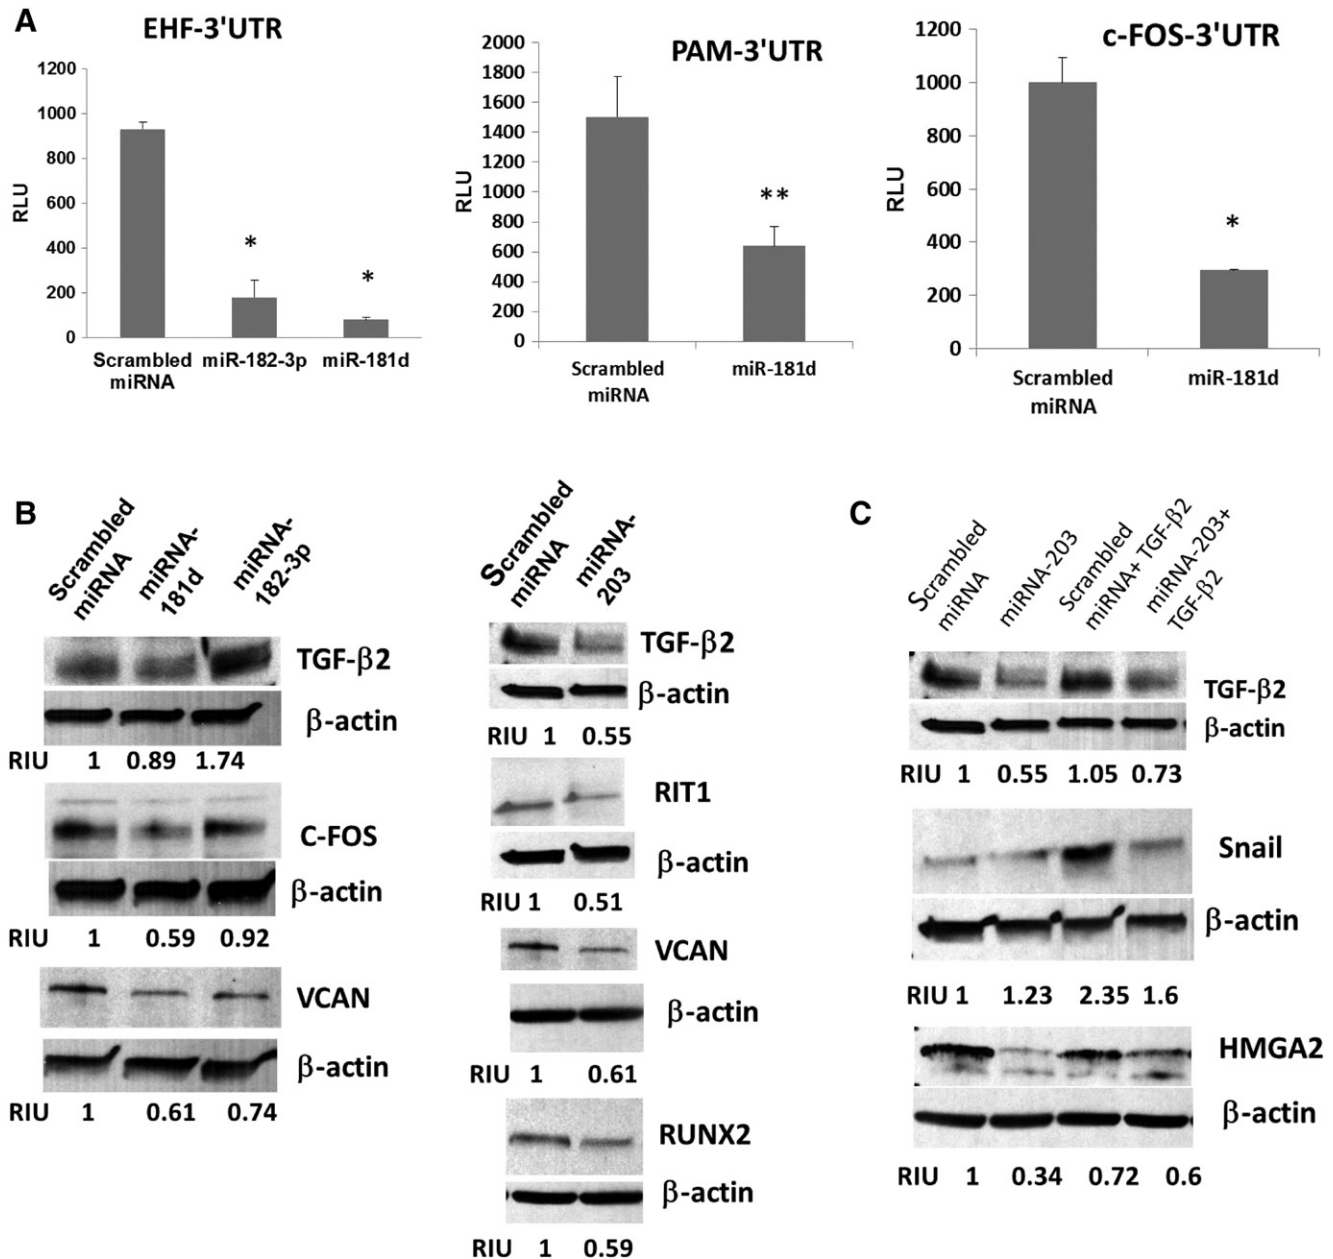 A
EHF-3'UTR
1200
1000
800
600
400
200
0
RLU
*
*
Scrambled miRNA
miR-182-3p
miR-181d
PAM-3'UTR
2000
1800
1600
1400
1200
1000
800
600
400
200
0
RLU
**
Scrambled
miRNA
miR-181d
c-FOS-3'UTR
1200
1000
800
600
400
200
0
RLU
*
Scrambled
miRNA
miR-181d
B
Scrambled
miRNA
miRNA-
181d
miRNA-
182-3p
TGF-β2
β-actin
RIU 1 0.89 1.74
C-FOS
β-actin
RIU 1 0.59 0.92
VCAN
β-actin
RIU 1 0.61 0.74
Scrambled
miRNA
miRNA-
203
TGF-β2
β-actin
RIU 1 0.55
RIT1
β-actin
RIU 1 0.51
VCAN
β-actin
RIU 1 0.61
RUNX2
β-actin
RIU 1 0.59
C
Scrambled
miRNA
miRNA-203
Scrambled
miRNA+ TGF-β2
miRNA-203+
TGF-β2
TGF-β2
β-actin
RIU 1 0.55 1.05 0.73
Snail
β-actin
RIU 1 1.23 2.35 1.6
HMGA2
β-actin
RIU 1 0.34 0.72 0.6